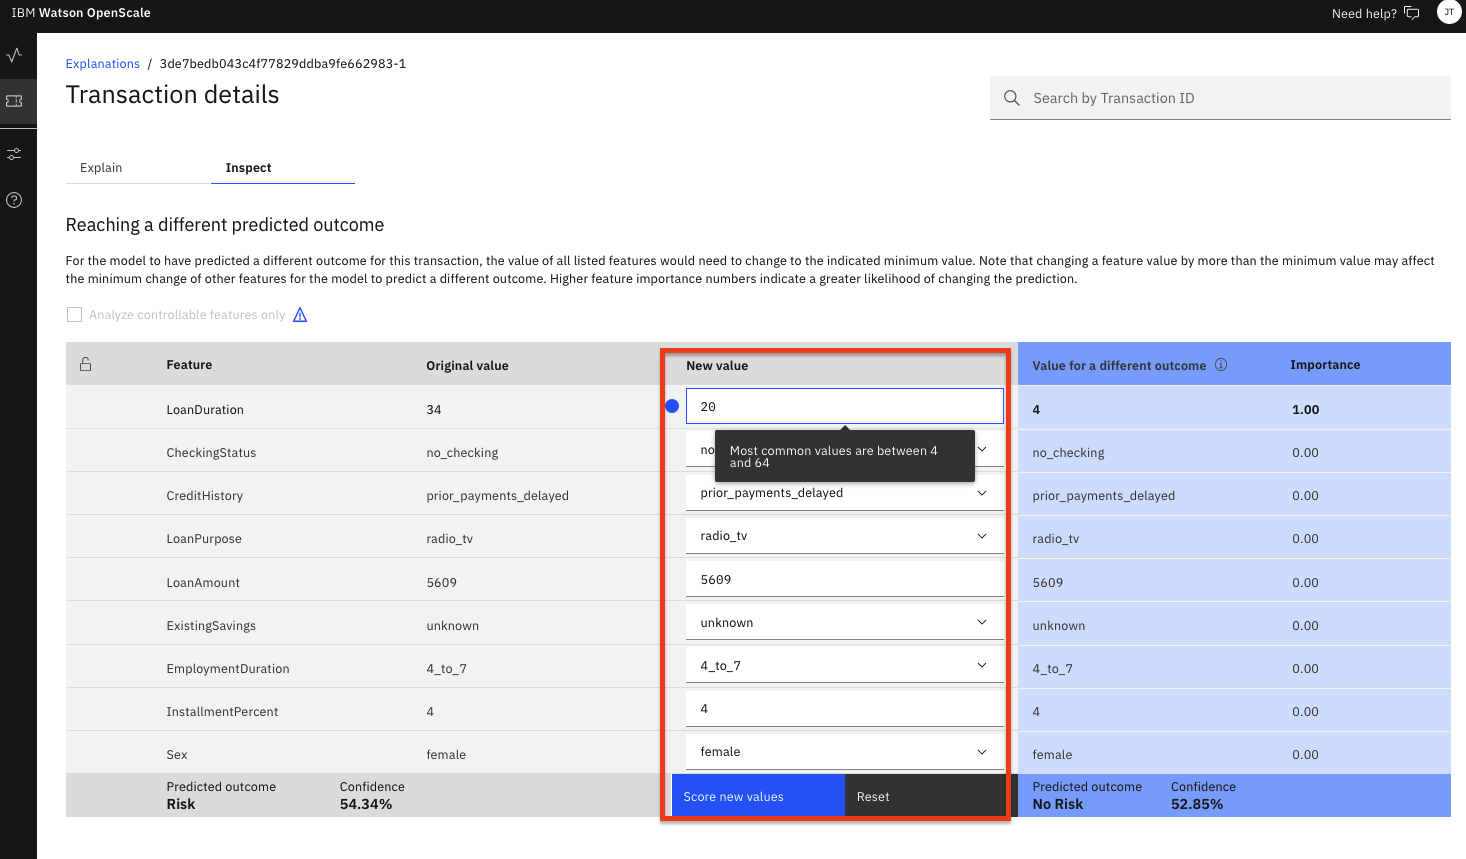 IBM Watson OpenScale
Need help?
JT
Explanations / 3de7bedb043c4f77829ddba9fe662983-1
Transaction details
Search by Transaction ID
Explain Inspect
Reaching a different predicted outcome
For the model to have predicted a different outcome for this transaction, the value of all listed features would need to change to the indicated minimum value. Note that changing a feature value by more than the minimum value may affect
the minimum change of other features for the model to predict a different outcome. Higher feature importance numbers indicate a greater likelihood of changing the prediction.
Analyze controllable features only
Feature Original value New value Value for a different outcome Importance
LoanDuration 34 20 4 1.00
CheckingStatus no_checking no no_checking 0.00
Most common values are between 4
and 64
CreditHistory prior_payments_delayed prior_payments_delayed prior_payments_delayed 0.00
LoanPurpose radio_tv radio_tv radio_tv 0.00
LoanAmount 5609 5609 5609 0.00
ExistingSavings unknown unknown unknown 0.00
EmploymentDuration 4_to_7 4_to_7 4_to_7 0.00
InstallmentPercent 4 4 4 0.00
Sex female female female 0.00
Predicted outcome Confidence Predicted outcome Confidence
Risk 54.34% Score new values Reset No Risk 52.85%